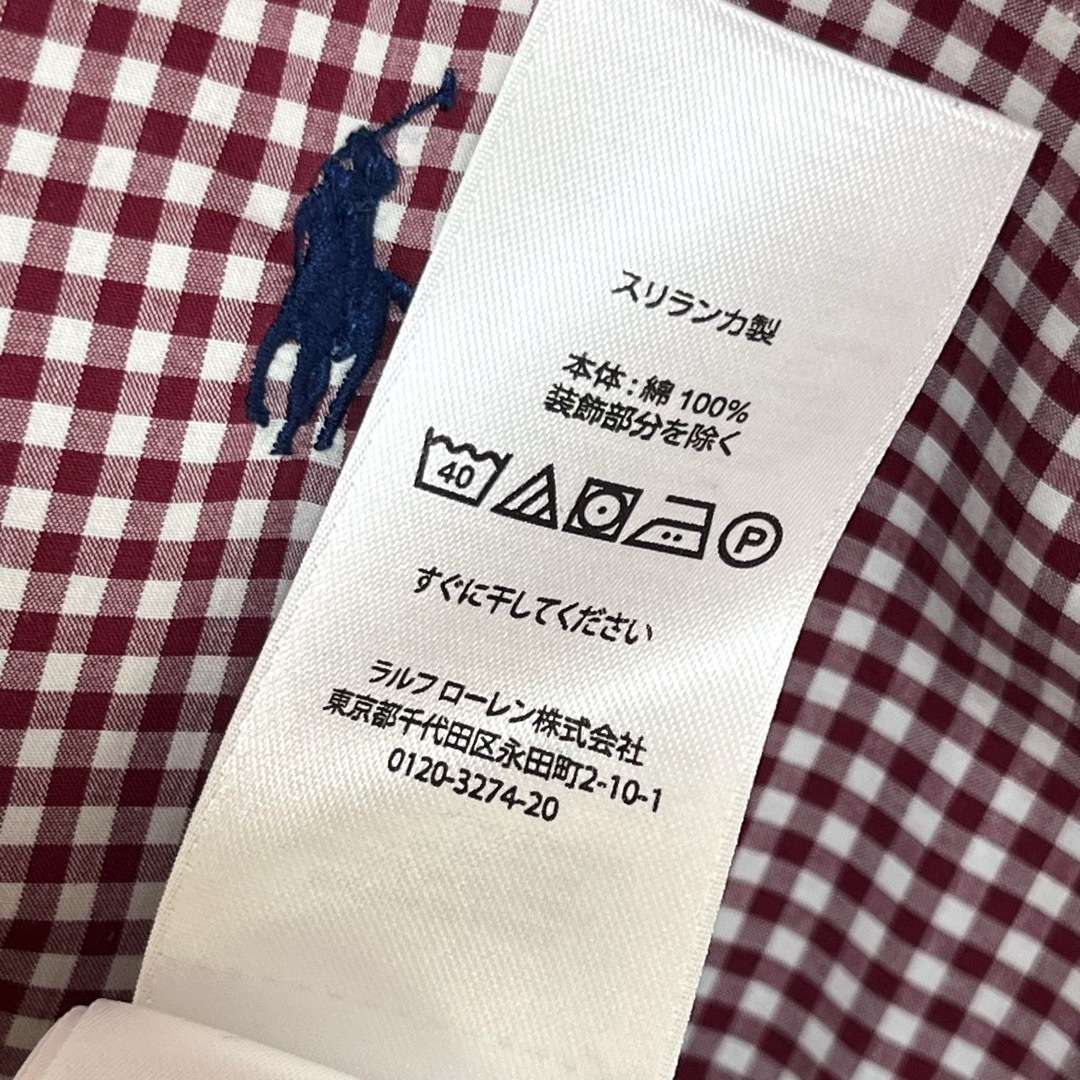 スリランカ製
本体:綿 100%
装飾部分を除く
40 P
すぐに干してください
ラルフ ローレン株式会社
東京都千代田区永田町2-10-1
0120-3274-20